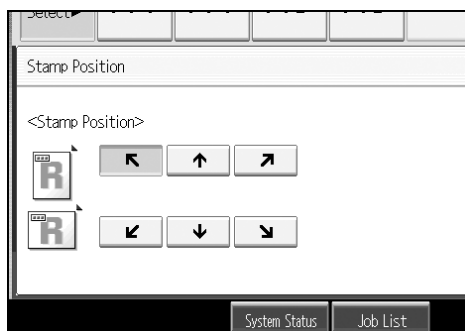 Select▶
Stamp Position
<Stamp Position>
R
R
System Status
Job List